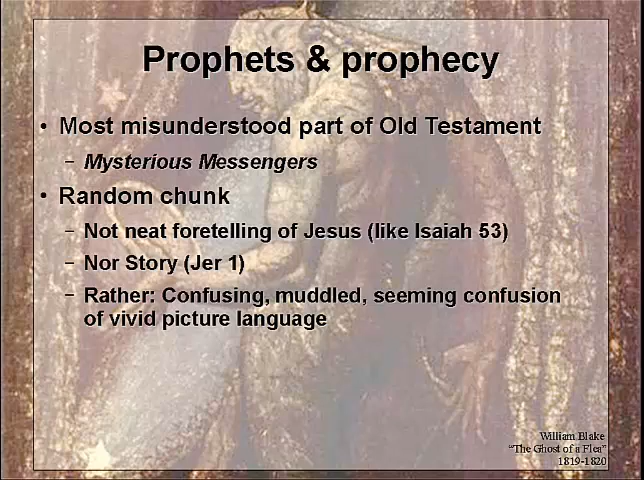 Prophets & prophecy
• Most misunderstood part of Old Testament
– Mysterious Messengers
• Random chunk
– Not neat foretelling of Jesus (like Isaiah 53)
– Nor Story (Jer 1)
– Rather: Confusing, muddled, seeming confusion
of vivid picture language
William Blake
“The Ghost of a Flea”
1819-1820